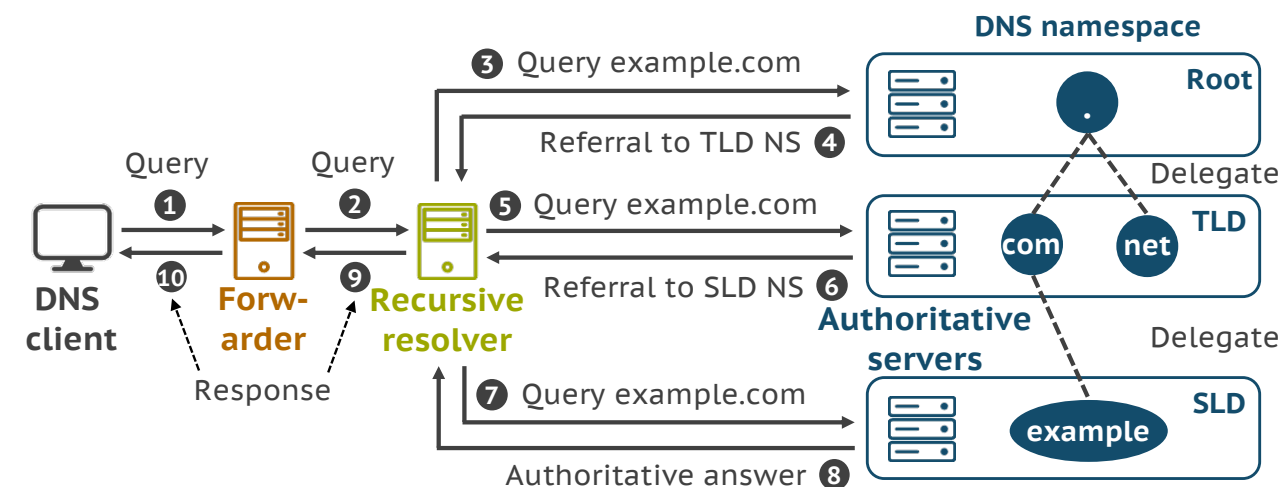 DNS namespace
3 Query example.com
Root
.
Referral to TLD NS 4
Delegate
Query
1
Query
2
5 Query example.com
TLD
com
net
10
9
Referral to SLD NS 6
DNS
client
Forw-
arder
Recursive
resolver
Authoritative
servers
Delegate
Response
7 Query example.com
SLD
example
Authoritative answer 8